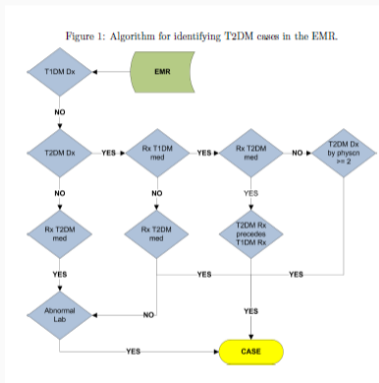 Figure 1: Algorithm for identifying T2DM cases in the EMR.
T1DM Dx
EMR
NO
T2DM Dx
YES
Rx T1DM
med
YES
Rx T2DM
med
NO
T2DM Dx
by physcn
>= 2
NO
NO
YES
Rx T2DM
med
Rx T2DM
med
T2DM Rx
precedes
T1DM Rx
YES
YES
YES
Abnormal
Lab
NO
YES
YES
CASE